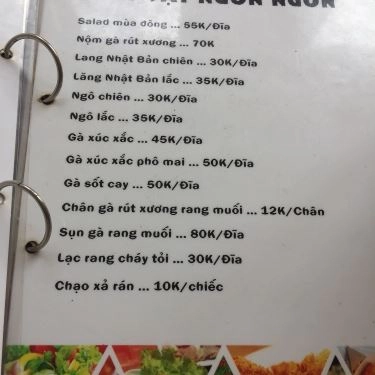 NGON NGON
Salad mùa đông ... 55K/Đĩa
Nộm gà rút xương ... 70K
Lang Nhật Bản chiên ... 30K/Đĩa
Lăng Nhật Bản lắc ... 35K/Đĩa
Ngô chiên ... 30K/Đĩa
Ngô lắc ... 35K/Đĩa
Gà xúc xắc ... 45K/Đĩa
Gà xúc xắc phô mai ... 50K/Đĩa
Gà sốt cay ... 50K/Đĩa
Chân gà rút xương rang muối ... 12K/Chân
Sụn gà rang muối ... 80K/Đĩa
Lạc rang cháy tỏi ... 30K/Đĩa
Chạo xả rán ... 10K/chiếc